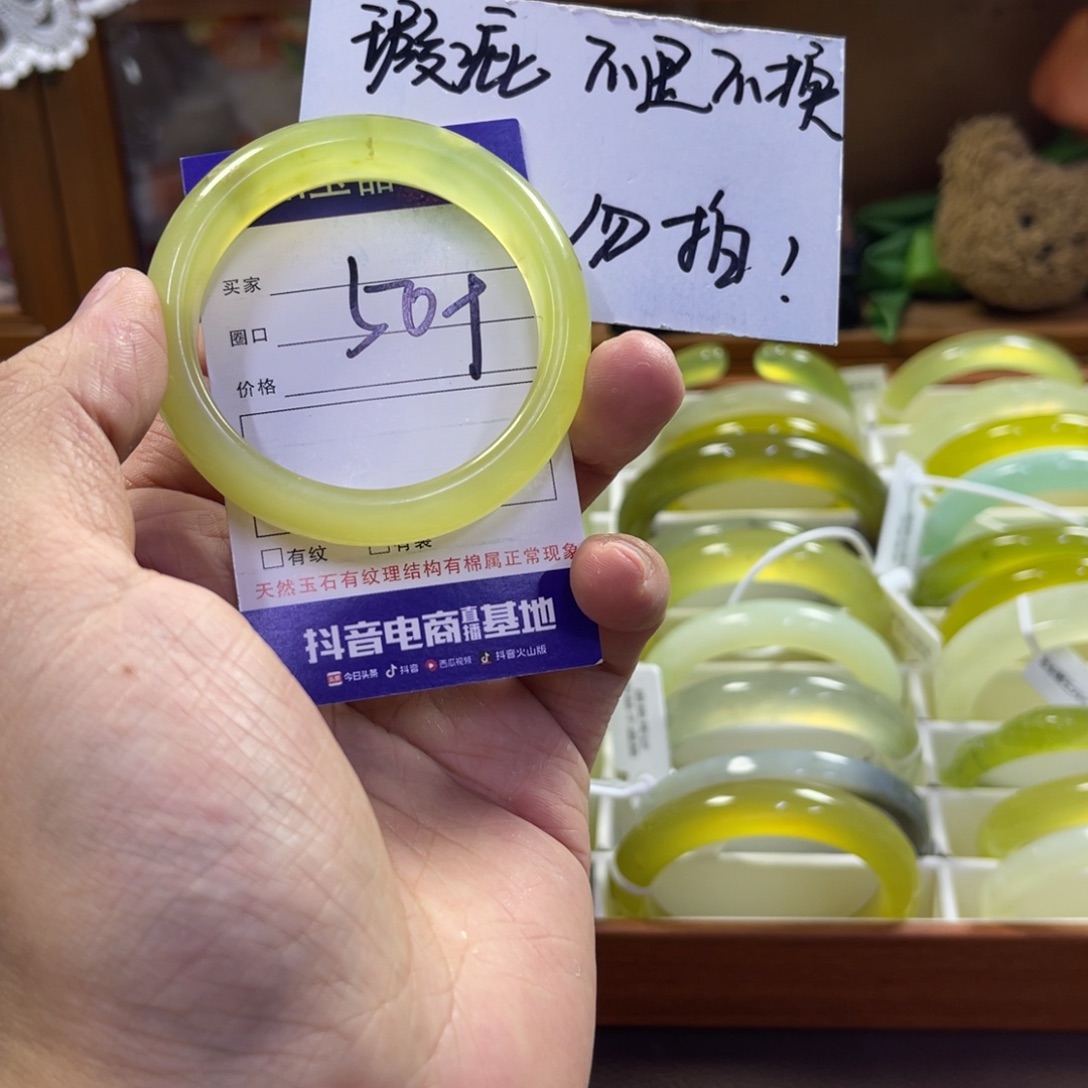 瑕疵 不退不换
勿拍！
买家
圈口
价格
有纹
天然玉石有纹理结构有棉属正常现象
抖音电商直播基地
今日头条 抖音 西瓜视频 抖音火山版